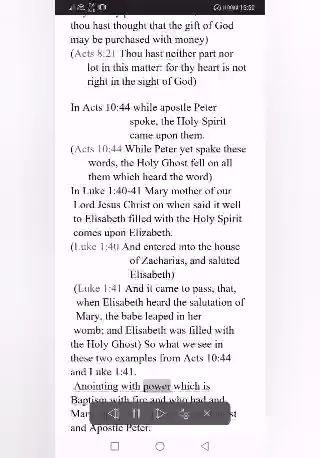 thou hast thought that the gift of God
may be purchased with money)
(Acts 8:21 Thou hast neither part nor
lot in this matter: for thy heart is not
right in the sight of God)
In Acts 10:44 while apostle Peter
spoke, the Holy Spirit
came upon them.
(Acts 10:44 While Peter yet spake these
words, the Holy Ghost fell on all
them which heard the word)
In Luke 1:40-41 Mary mother of our
Lord Jesus Christ on when said it well
to Elisabeth filled with the Holy Spirit
comes upon Elizabeth.
(Luke 1:40 And entered into the house
of Zacharias, and saluted
Elisabeth)
(Luke 1:41 And it came to pass, that,
when Elisabeth heard the salutation of
Mary, the babe leaped in her
womb; and Elisabeth was filled with
the Holy Ghost) So what we see in
these two examples from Acts 10:44
and Luke 1:41.
Anointing with power which is
Baptism with fire and who had and
and Apostle Peter.